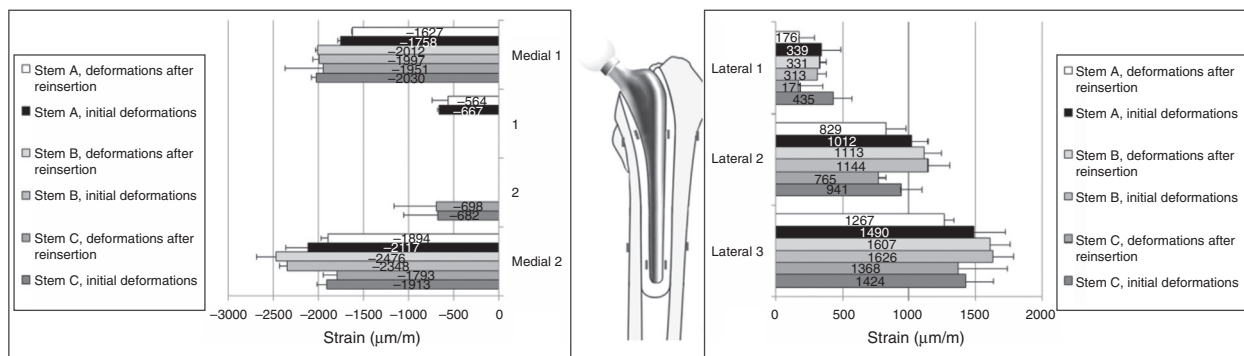 Stem A, deformations after
reinsertion
Stem A, initial deformations
Stem B, deformations after
reinsertion
Stem B, initial deformations
Stem C, deformations after
reinsertion
Stem C, initial deformations
−1627
−1758
−2012
−1997
−1951
−2030
Medial 1
−564
−667
1
2
−698
−682
−1894
−2117
−2476
−2348
−1793
−1913
Medial 2
−3000 −2500 −2000 −1500 −1000 −500 0
Strain (μm/m)
Lateral 1
176
339
331
313
171
435
Lateral 2
829
1012
1113
1144
765
941
Lateral 3
1267
1490
1607
1626
1368
1424
0 500 1000 1500 2000
Strain (μm/m)
Stem A, deformations after
reinsertion
Stem A, initial deformations
Stem B, deformations after
reinsertion
Stem B, initial deformations
Stem C, deformations after
reinsertion
Stem C, initial deformations